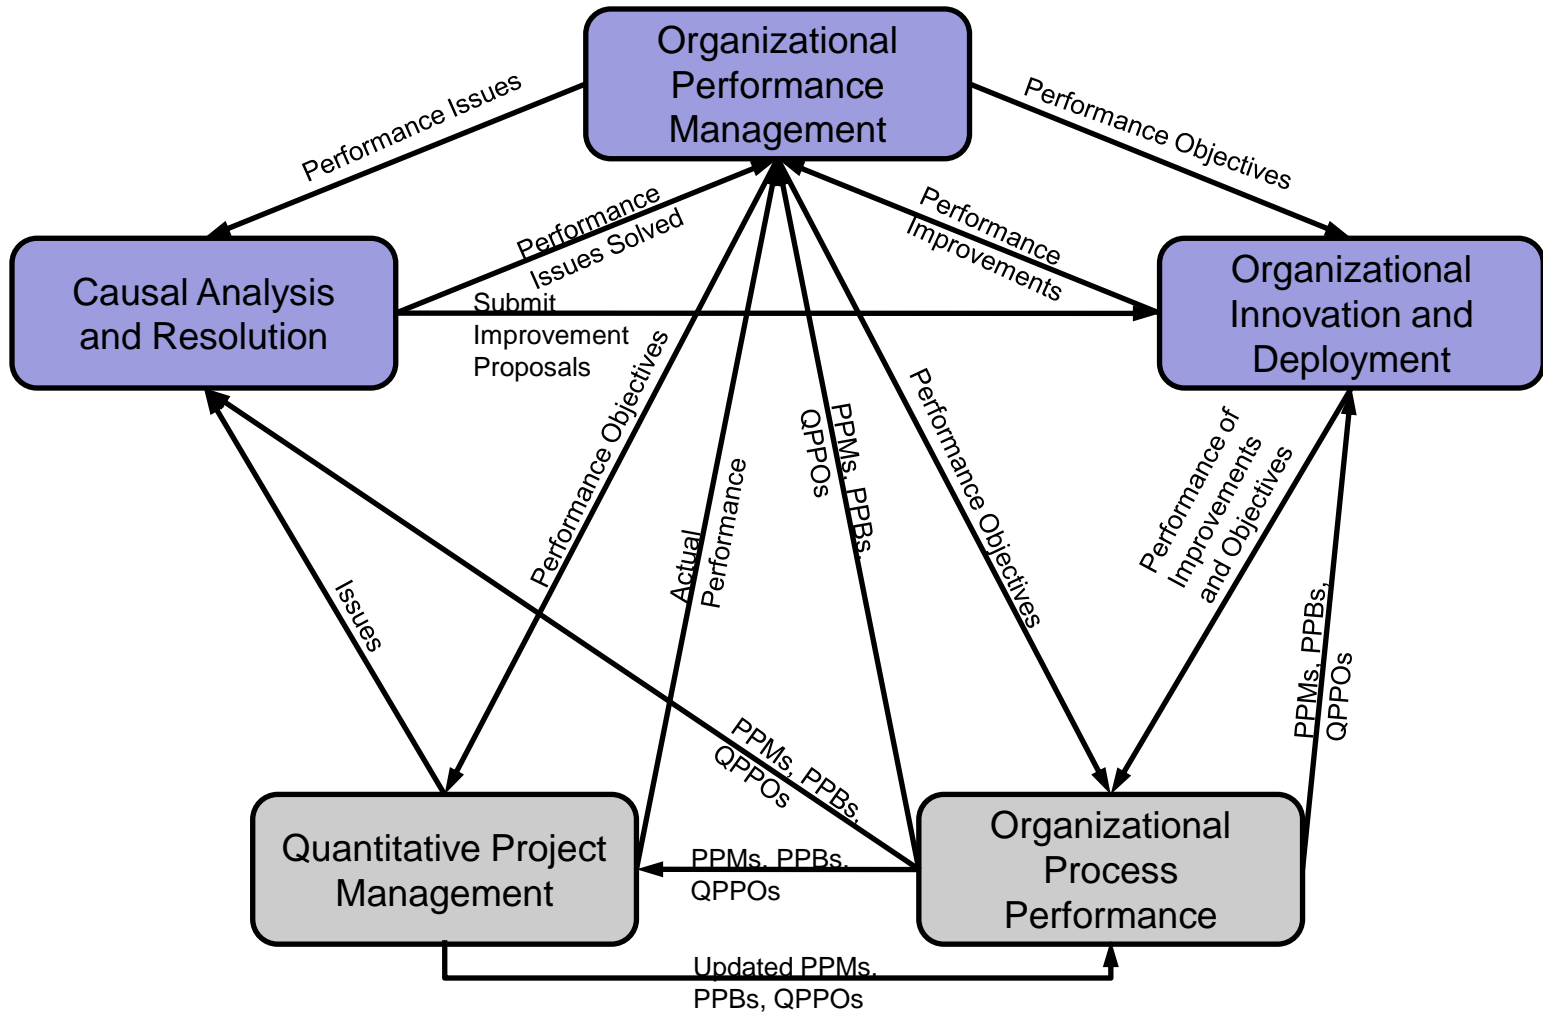 Organizational
Performance
Management
Performance Issues
Performance Objectives
Performance
Issues Solved
Performance
Improvements
Causal Analysis
and Resolution
Organizational
Innovation and
Deployment
Submit
Improvement
Proposals
Performance Objectives
Actual
Performance
PPMs, PPBs,
QPPOs
Performance Objectives
Performance of
Improvements
and Objectives
PPMs, PPBs,
QPPOs
Issues
PPMs, PPBs,
QPPOs
Quantitative Project
Management
PPMs, PPBs,
QPPOs
Organizational
Process
Performance
Updated PPMs,
PPBs, QPPOs